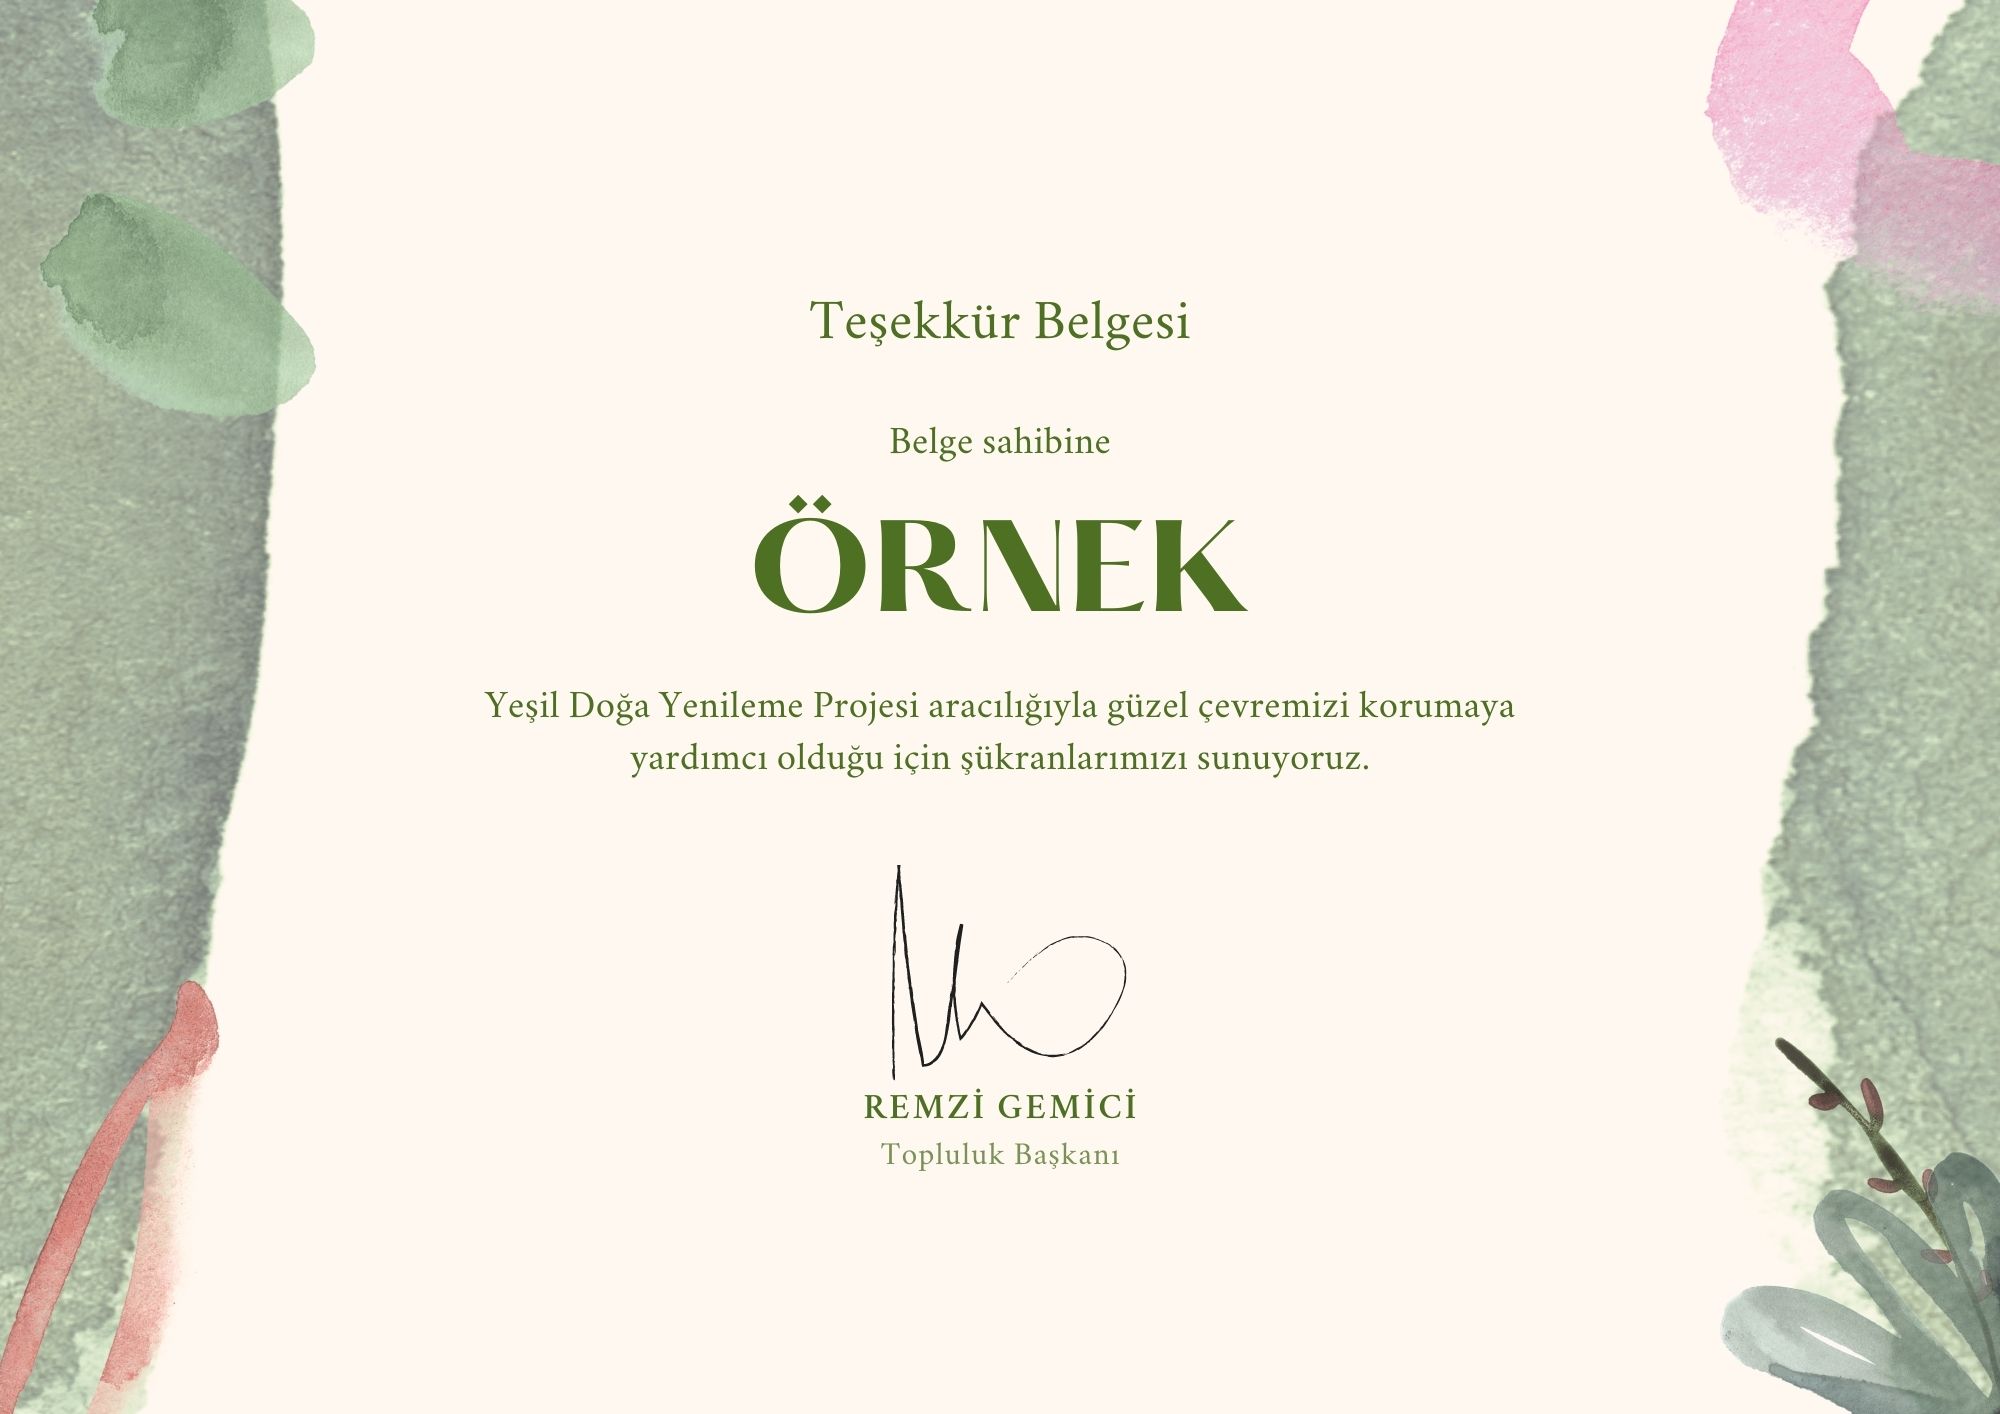 Teşekkür Belgesi
Belge sahibine
ÖRNEK
Yeşil Doğa Yenileme Projesi aracılığıyla güzel çevremizi korumaya
yardımcı olduğu için şükranlarımızı sunuyoruz.
REMZİ GEMİCİ
Topluluk Başkanı